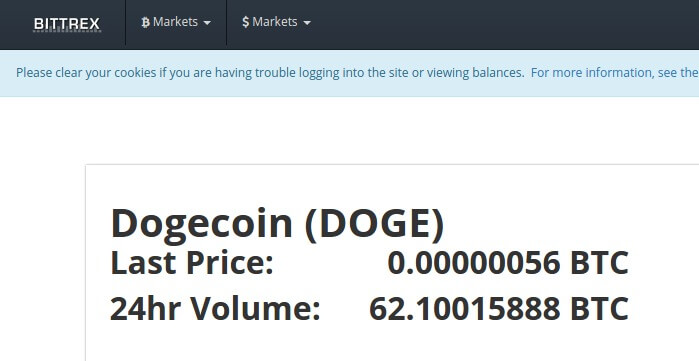 BITTREX ₿ Markets $ Markets
Please clear your cookies if you are having trouble logging into the site or viewing balances. For more information, see the
Dogecoin (DOGE)
Last Price: 0.00000056 BTC
24hr Volume: 62.10015888 BTC